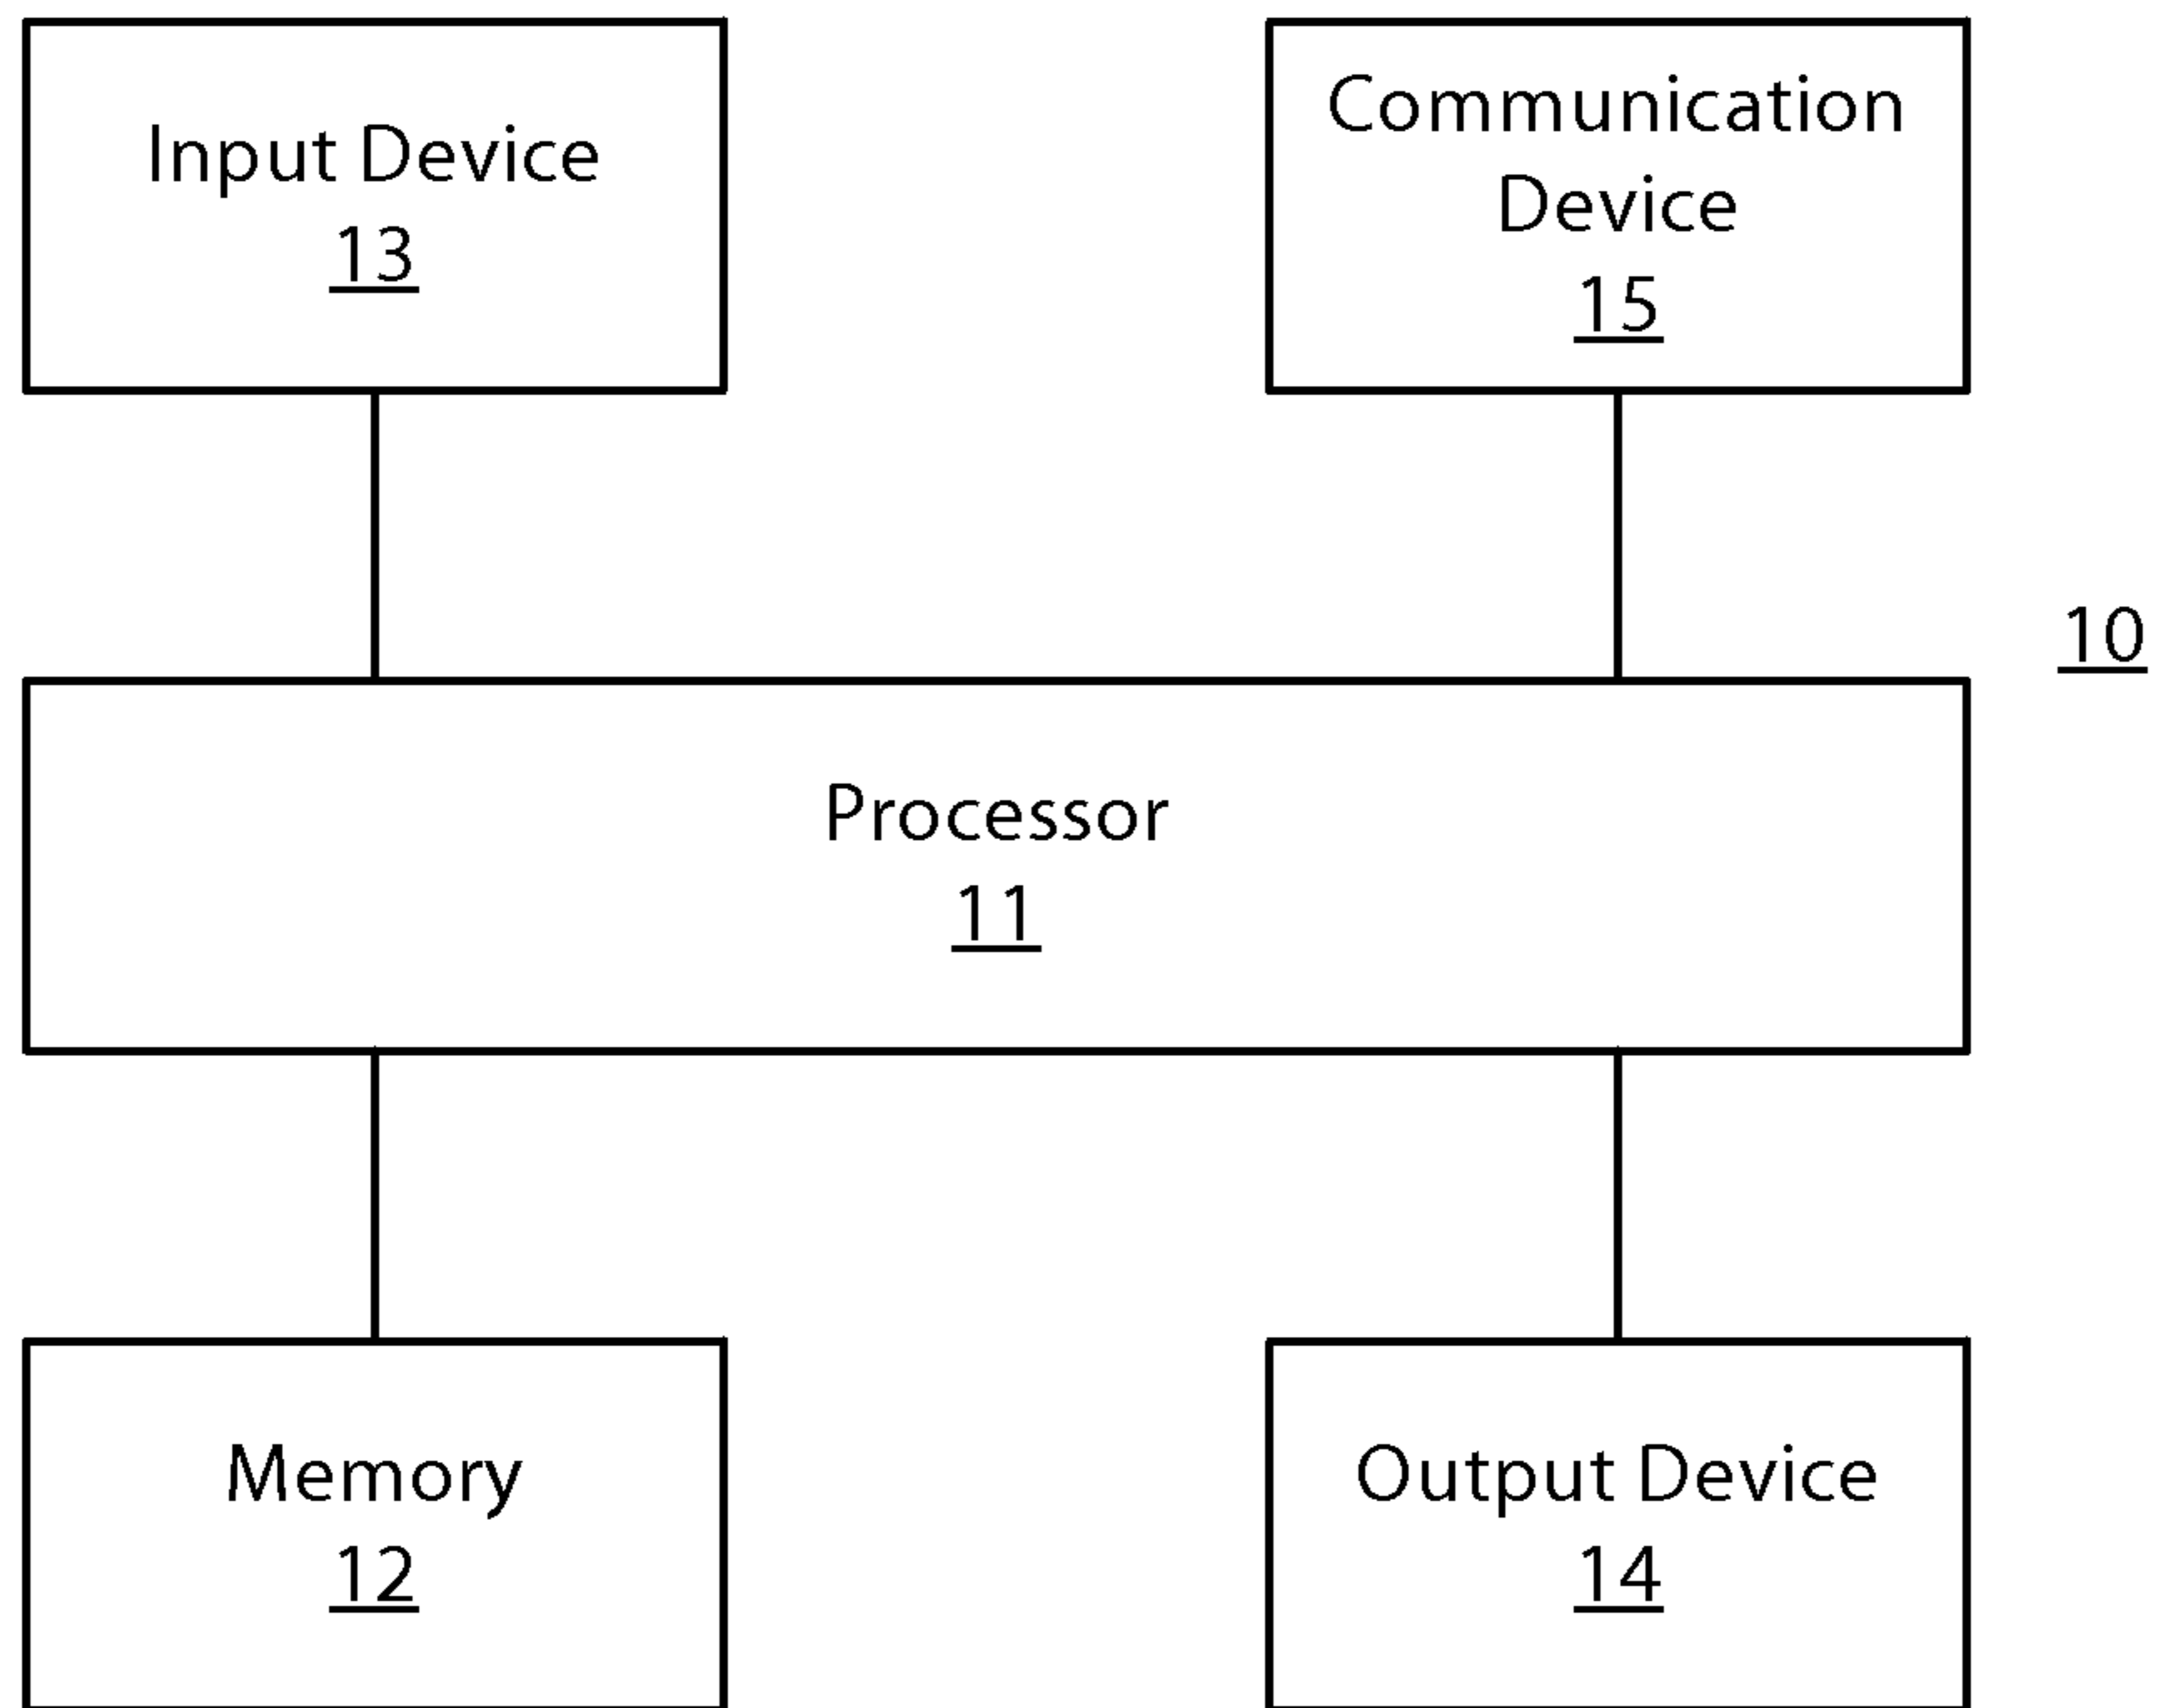 Input Device
13
Communication
Device
15
10
Processor
11
Memory
12
Output Device
14